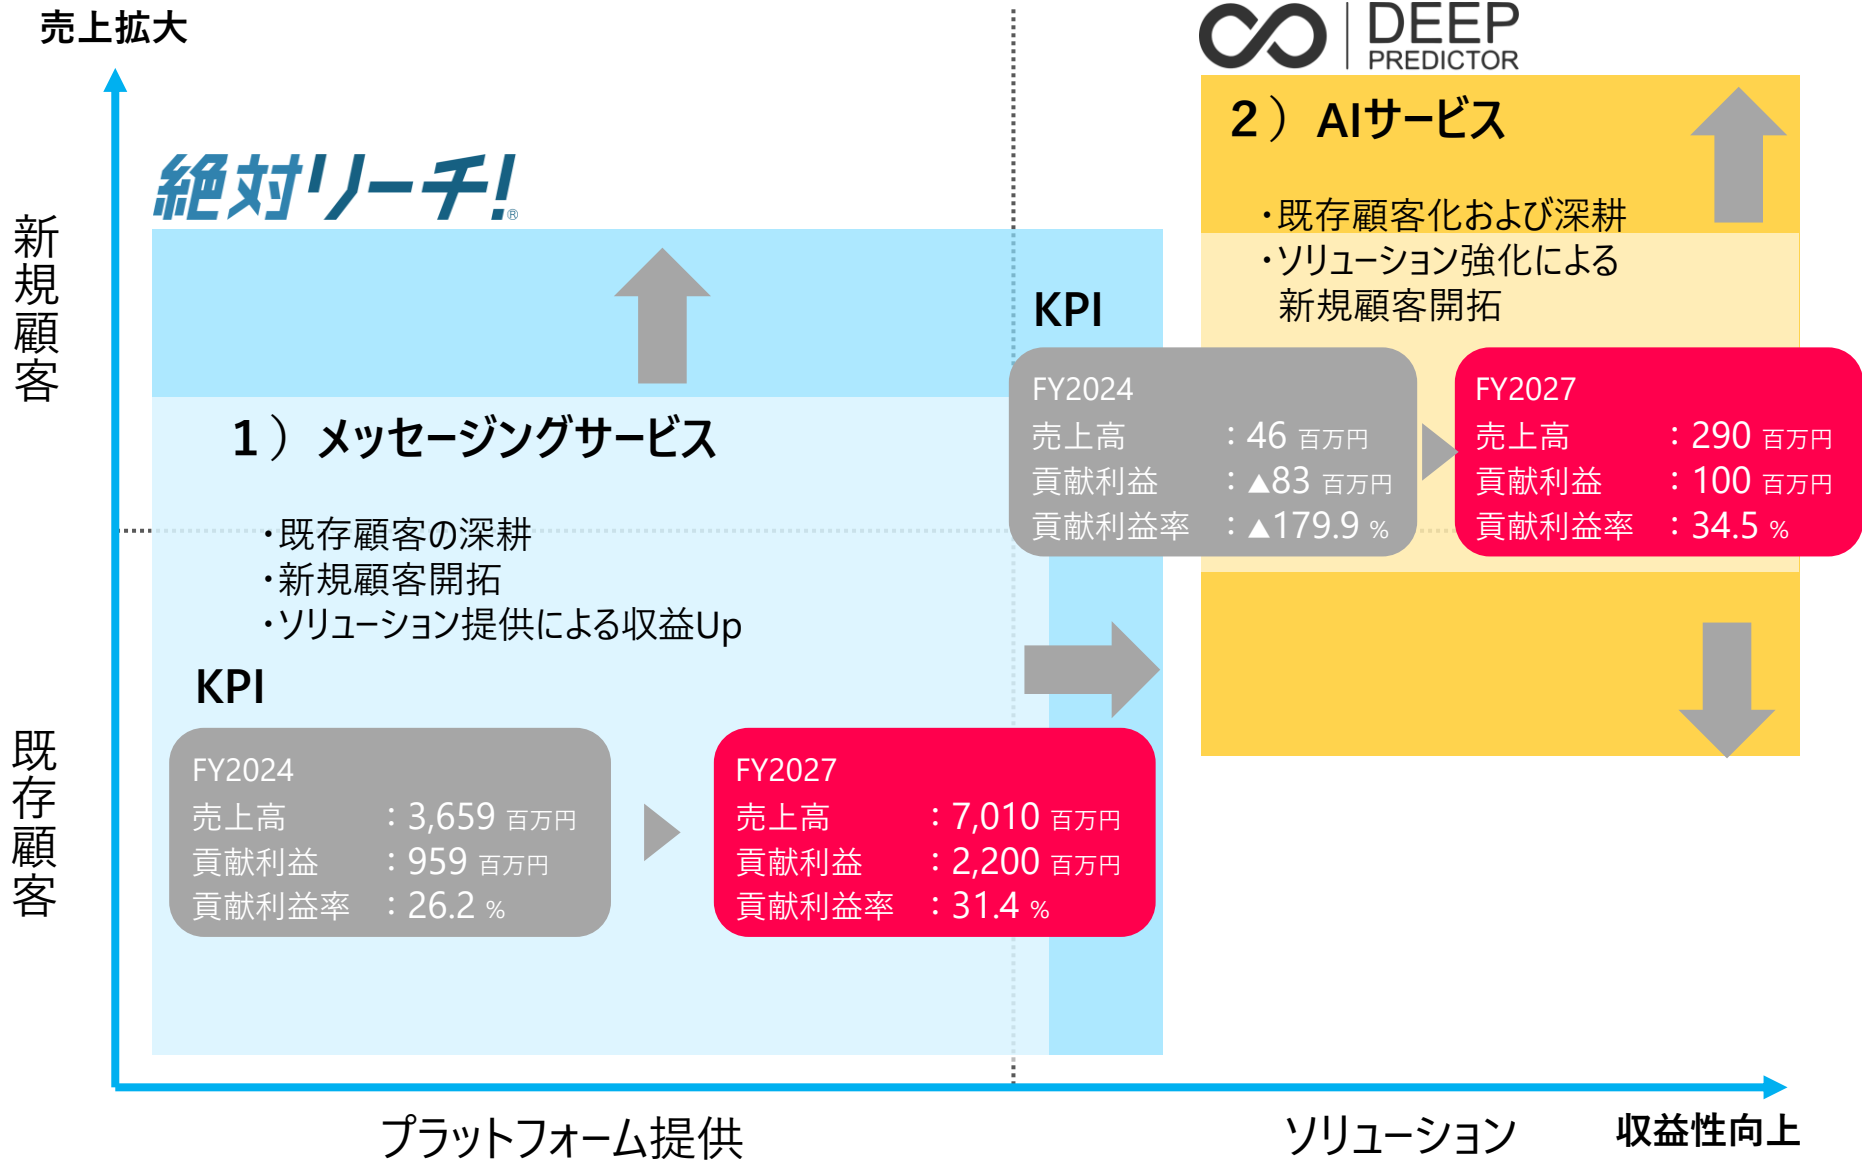 売上拡大
DEEP
PREDICTOR
絶対リーチ!®
2）AIサービス
・既存顧客化および深耕
・ソリューション強化による
新規顧客開拓
KPI
FY2024
売上高 ：46 百万円
貢献利益 ：▲83 百万円
貢献利益率 ：▲179.9 %
FY2027
売上高 ：290 百万円
貢献利益 ：100 百万円
貢献利益率 ：34.5 %
新規顧客
1）メッセージングサービス
・既存顧客の深耕
・新規顧客開拓
・ソリューション提供による収益Up
KPI
FY2024
売上高 ：3,659 百万円
貢献利益 ：959 百万円
貢献利益率 ：26.2 %
FY2027
売上高 ：7,010 百万円
貢献利益 ：2,200 百万円
貢献利益率 ：31.4 %
既存顧客
プラットフォーム提供
ソリューション
収益性向上